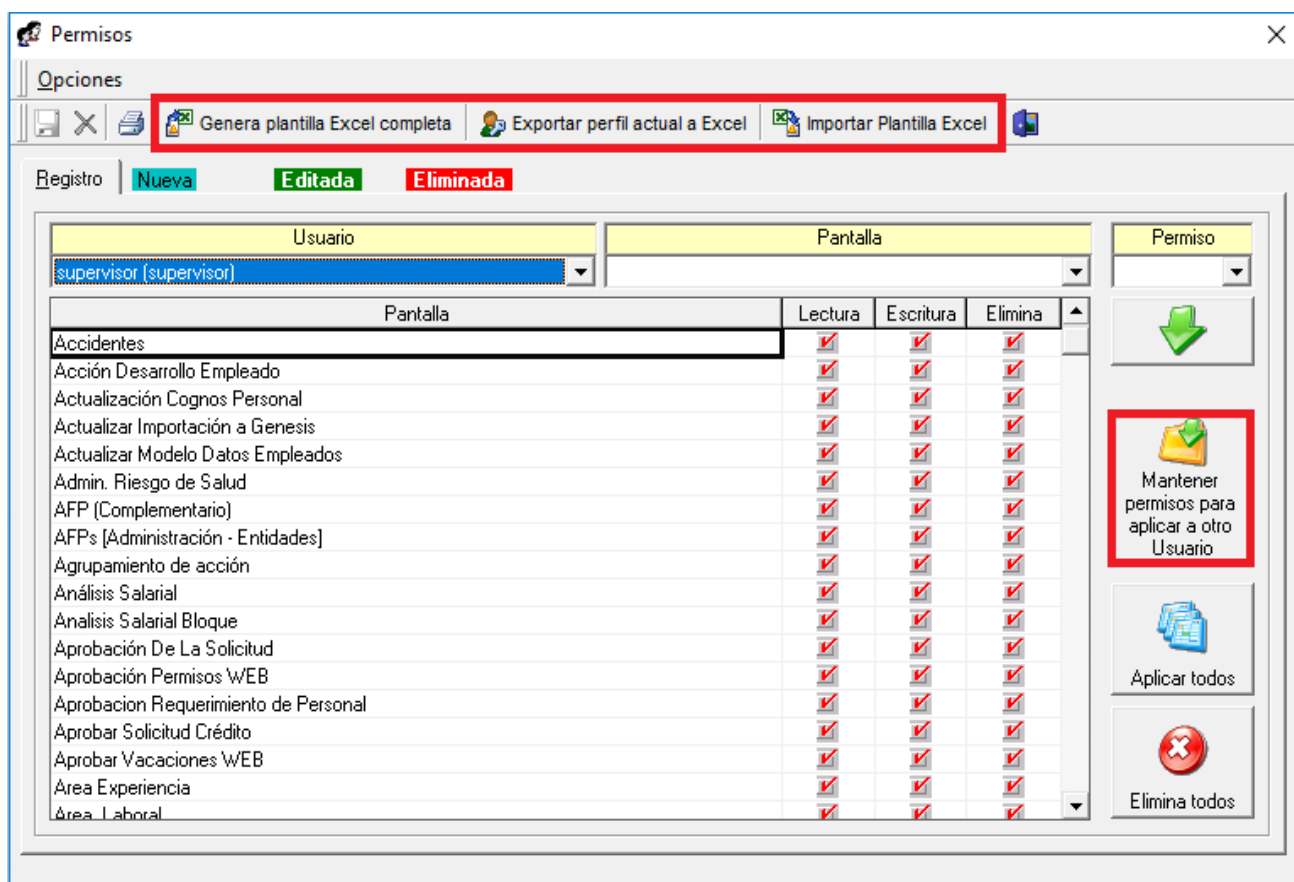 Permisos
Opciones
Genera plantilla Excel completa Exportar perfil actual a Excel Importar Plantilla Excel
Registro Nueva Editada Eliminada
Usuario Pantalla Permiso
supervisor (supervisor)
Pantalla Lectura Escritura Elimina
Accidentes
Acción Desarrollo Empleado
Actualización Cognos Personal
Actualizar Importación a Genesis
Actualizar Modelo Datos Empleados
Admin. Riesgo de Salud
AFP (Complementario)
AFPs [Administración - Entidades]
Agrupamiento de acción
Análisis Salarial
Analisis Salarial Bloque
Aprobación De La Solicitud
Aprobación Permisos WEB
Aprobacion Requerimiento de Personal
Aprobar Solicitud Crédito
Aprobar Vacaciones WEB
Area Experiencia
Area Laboral
Mantener
permisos para
aplicar a otro
Usuario
Aplicar todos
Elimina todos